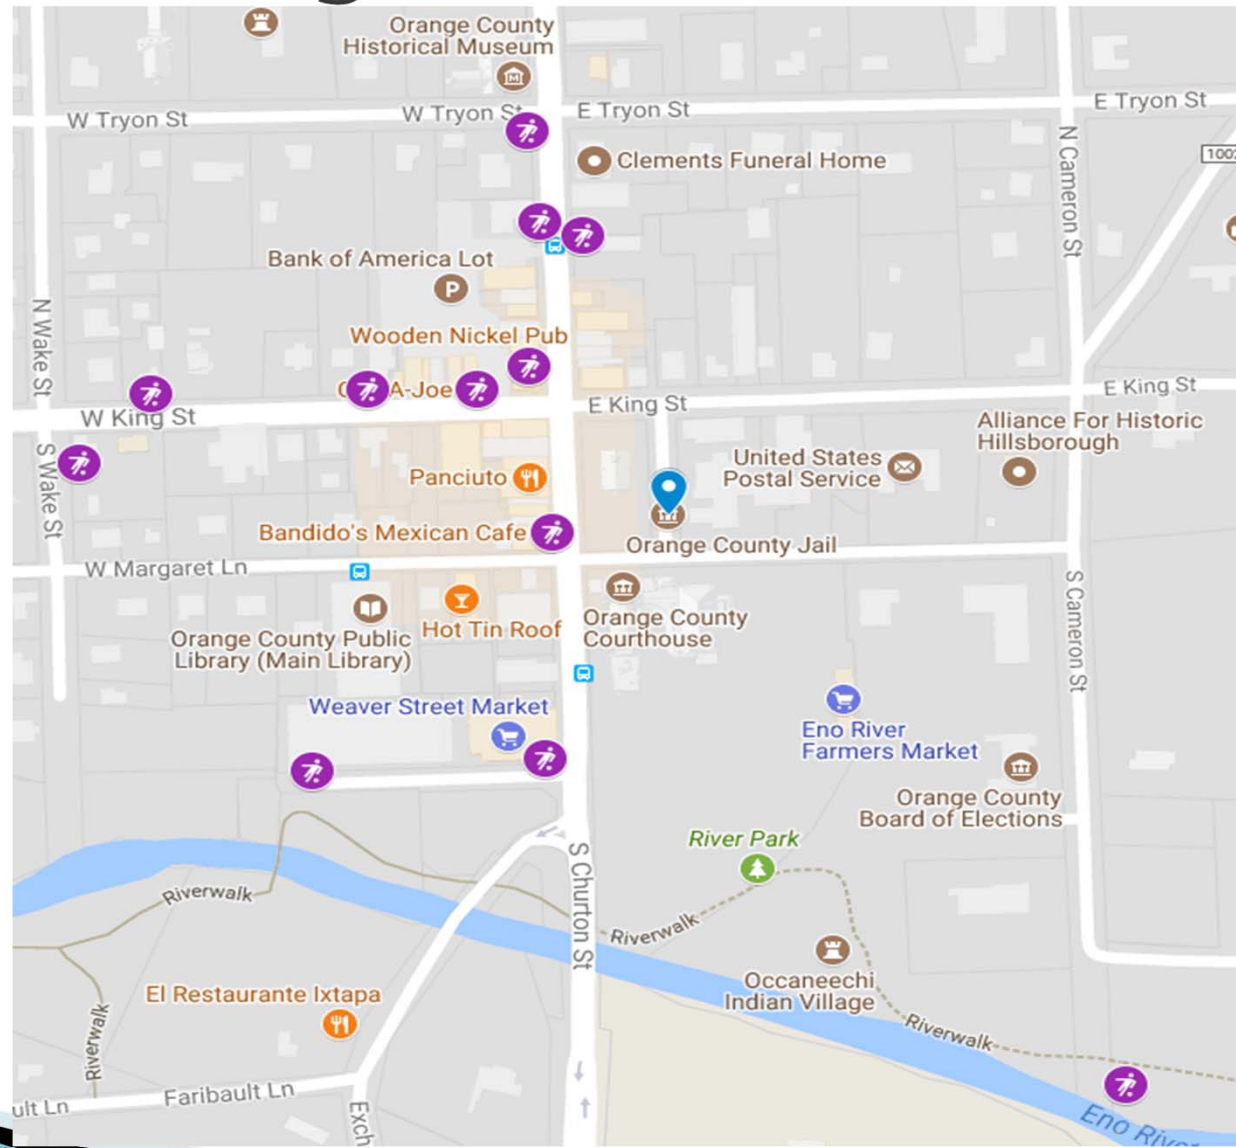 Orange County
Historical Museum
W Tryon St
W Tryon St
E Tryon St
E Tryon St
N Cameron St
Clements Funeral Home
Bank of America Lot
P
N Wake St
Wooden Nickel Pub
A-Joe
W King St
E King St
E King St
Alliance For Historic
Hillsborough
S Wake St
Panciuto
United States
Postal Service
Bandido's Mexican Cafe
Orange County Jail
W Margaret Ln
Orange County
Courthouse
Hot Tin Roof
Orange County Public
Library (Main Library)
S Cameron St
Weaver Street Market
Eno River
Farmers Market
Orange County
Board of Elections
River Park
S Churton St
Riverwalk
Riverwalk
Occaneechi
Indian Village
El Restaurante Ixtapa
Riverwalk
Riverwalk
Faribault Ln
ult Ln
Exch
Eno River